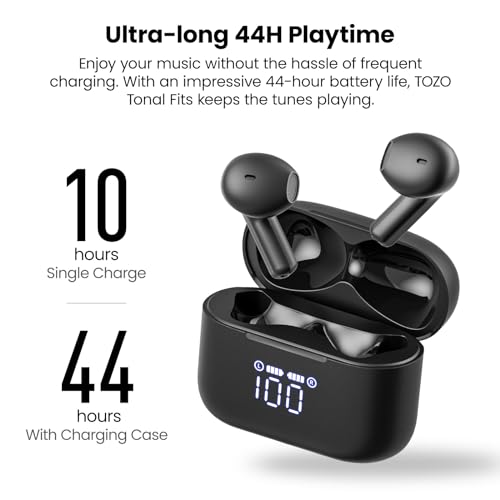 Ultra-long 44H Playtime
Enjoy your music without the hassle of frequent
charging. With an impressive 44-hour battery life, TOZO
Tonal Fits keeps the tunes playing.
10
hours
Single Charge
44
hours
With Charging Case
L R
100